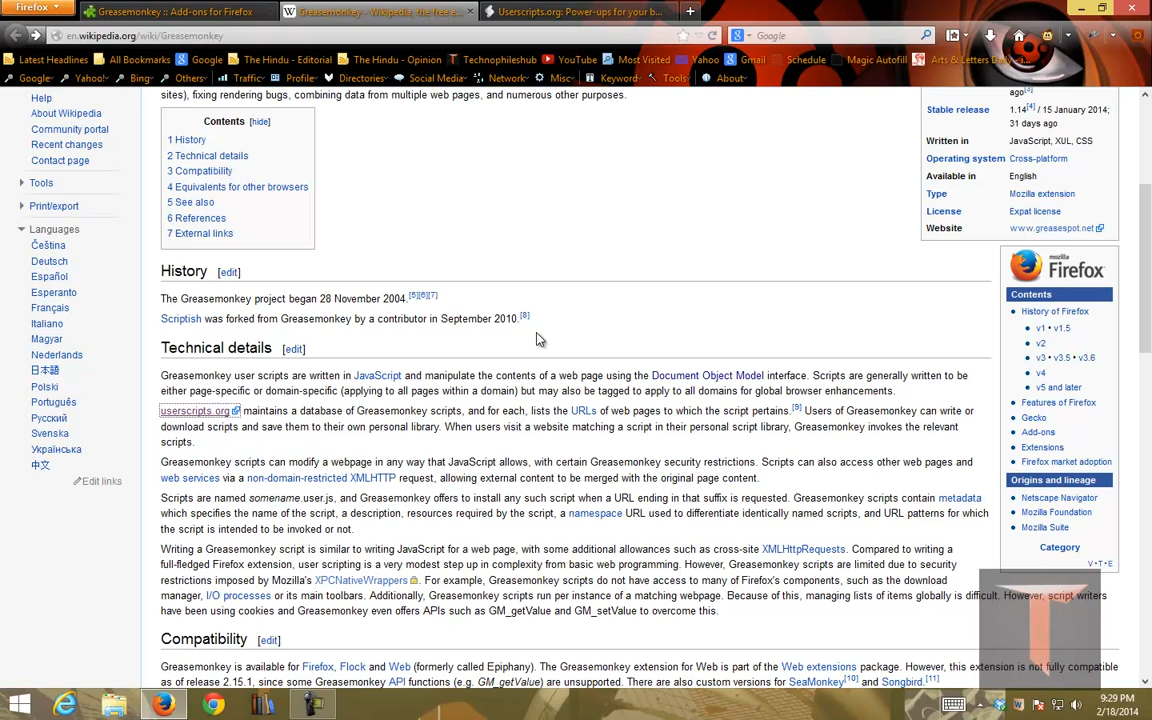 Firefox
Greasemonkey :: Add-ons for Firefox
Greasemonkey - Wikipedia, the free e...
Userscripts.org: Power-ups for your b...
en.wikipedia.org/wiki/Greasemonkey
Google
Latest Headlines
All Bookmarks
Google
The Hindu - Editorial
The Hindu - Opinion
Technophileshub
YouTube
Most Visited
Yahoo
Gmail
Schedule
Magic Autofill
Arts & Letters Daily - i...
Google
Yahoo!
Bing
Others
Traffic
Profile
Directories
Social Media
Network
Misc
Keyword
Tools
About
Help
About Wikipedia
Community portal
Recent changes
Contact page
Tools
Print/export
Languages
Čeština
Deutsch
Español
Esperanto
Français
Italiano
Magyar
Nederlands
日本語
Polski
Português
Русский
Svenska
Українська
中文
Edit links
sites), fixing rendering bugs, combining data from multiple web pages, and numerous other purposes.
Contents [hide]
1 History
2 Technical details
3 Compatibility
4 Equivalents for other browsers
5 See also
6 References
7 External links
History [edit]
The Greasemonkey project began 28 November 2004.[5][6][7]
Scriptish was forked from Greasemonkey by a contributor in September 2010.[8]
Technical details [edit]
Greasemonkey user scripts are written in JavaScript and manipulate the contents of a web page using the Document Object Model interface. Scripts are generally written to be
either page-specific or domain-specific (applying to all pages within a domain) but may also be tagged to apply to all domains for global browser enhancements.
userscripts.org maintains a database of Greasemonkey scripts, and for each, lists the URLs of web pages to which the script pertains.[9] Users of Greasemonkey can write or
download scripts and save them to their own personal library. When users visit a website matching a script in their personal script library, Greasemonkey invokes the relevant
scripts.
Greasemonkey scripts can modify a webpage in any way that JavaScript allows, with certain Greasemonkey security restrictions. Scripts can also access other web pages and
web services via a non-domain-restricted XMLHTTP request, allowing external content to be merged with the original page content.
Scripts are named somename.user.js, and Greasemonkey offers to install any such script when a URL ending in that suffix is requested. Greasemonkey scripts contain metadata
which specifies the name of the script, a description, resources required by the script, a namespace URL used to differentiate identically named scripts, and URL patterns for which
the script is intended to be invoked or not.
Writing a Greasemonkey script is similar to writing JavaScript for a web page, with some additional allowances such as cross-site XMLHttpRequests. Compared to writing a
full-fledged Firefox extension, user scripting is a very modest step up in complexity from basic web programming. However, Greasemonkey scripts are limited due to security
restrictions imposed by Mozilla's XPCNativeWrappers. For example, Greasemonkey scripts do not have access to many of Firefox's components, such as the download
manager, I/O processes or its main toolbars. Additionally, Greasemonkey scripts run per instance of a matching webpage. Because of this, managing lists of items globally is difficult. However, script writers
have been using cookies and Greasemonkey even offers APIs such as GM_getValue and GM_setValue to overcome this.
Compatibility [edit]
Greasemonkey is available for Firefox, Flock and Web (formerly called Epiphany). The Greasemonkey extension for Web is part of the Web extensions package. However, this extension is not fully compatible
as of release 2.15.1, since some Greasemonkey API functions (e.g. GM_getValue) are unsupported. There are also custom versions for SeaMonkey[10] and Songbird.[11]
ago[3]
Stable release 1.14[4] / 15 January 2014;
31 days ago
Written in JavaScript, XUL, CSS
Operating system Cross-platform
Available in English
Type Mozilla extension
License Expat license
Website www.greasespot.net
mozilla
Firefox
Contents
History of Firefox
v1 • v1.5
v2
v3 • v3.5 • v3.6
v4
v5 and later
Features of Firefox
Gecko
Add-ons
Extensions
Firefox market adoption
Origins and lineage
Netscape Navigator
Mozilla Foundation
Mozilla Suite
Category
V • T • E
T
9:29 PM
2/18/2014